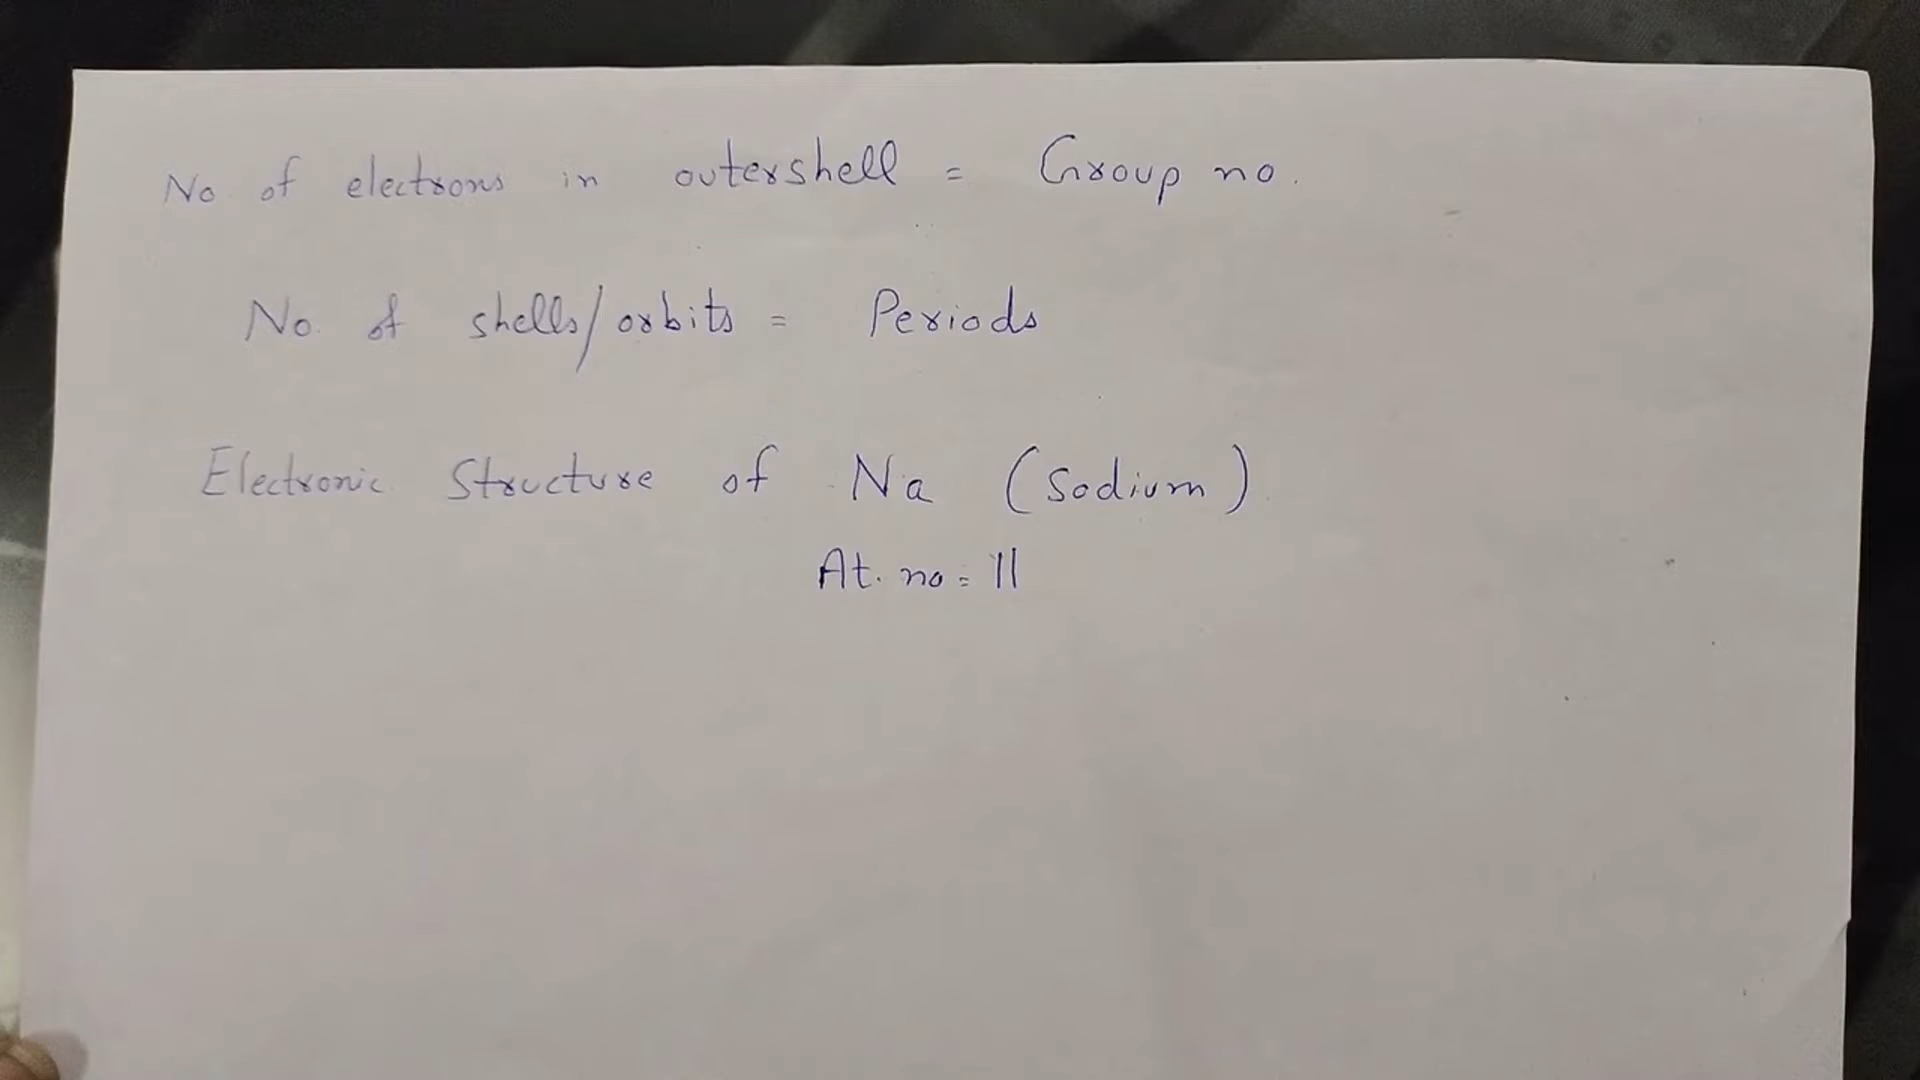 No of electrons in outershell = Group no.
No. of shells/orbits = Periods
Electronic Structure of Na (Sodium)
At. no = 11